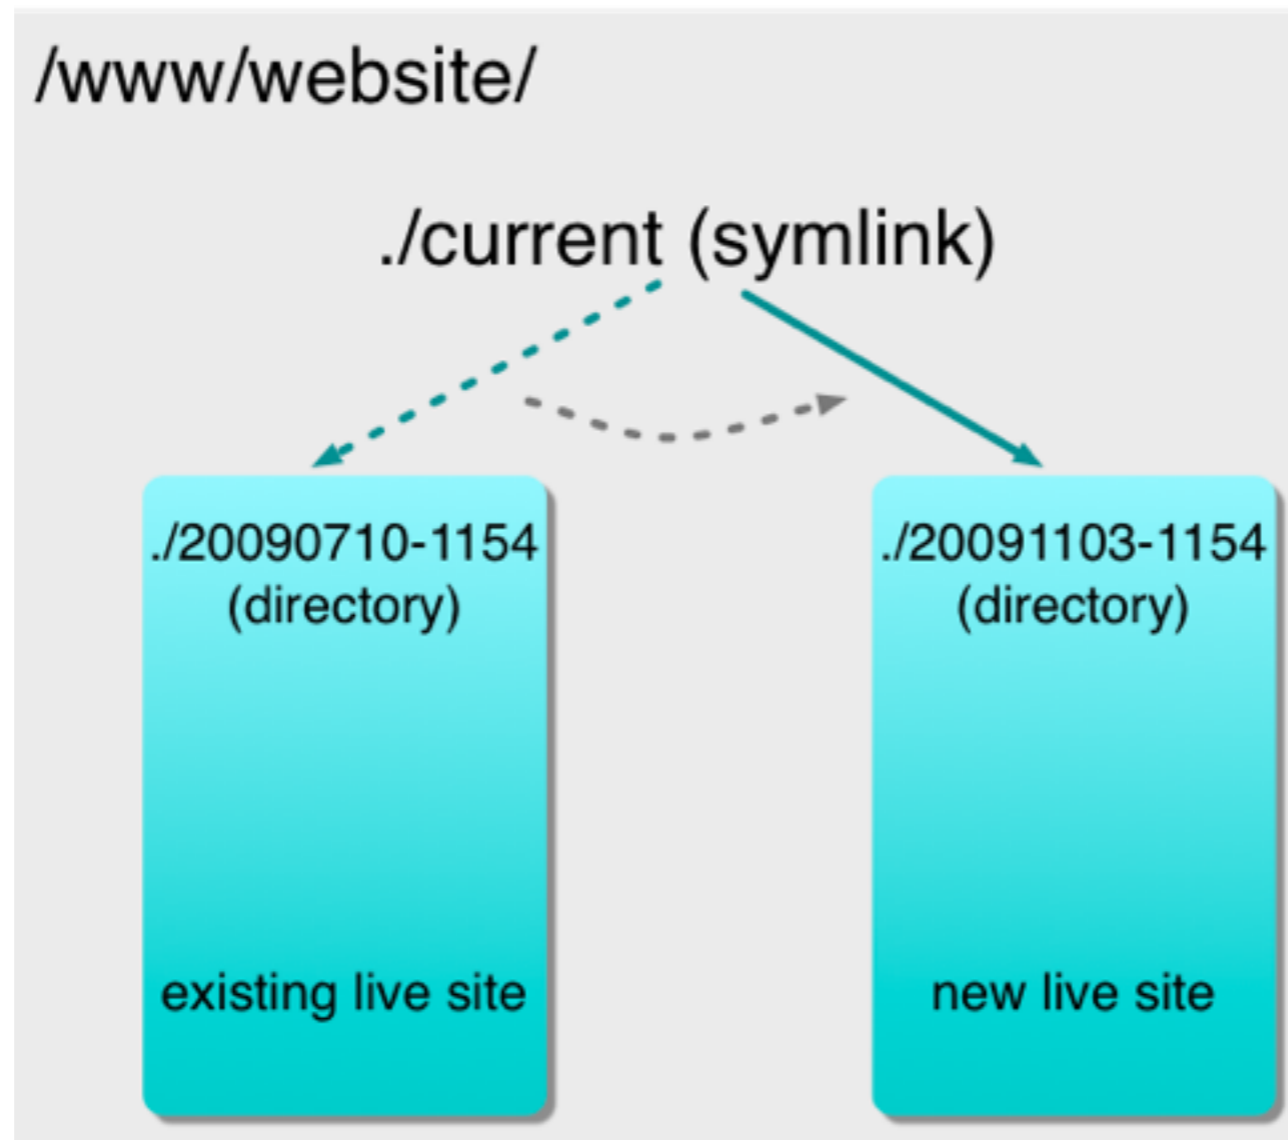 /www/website/
./current (symlink)
./20090710-1154
(directory)
existing live site
./20091103-1154
(directory)
new live site